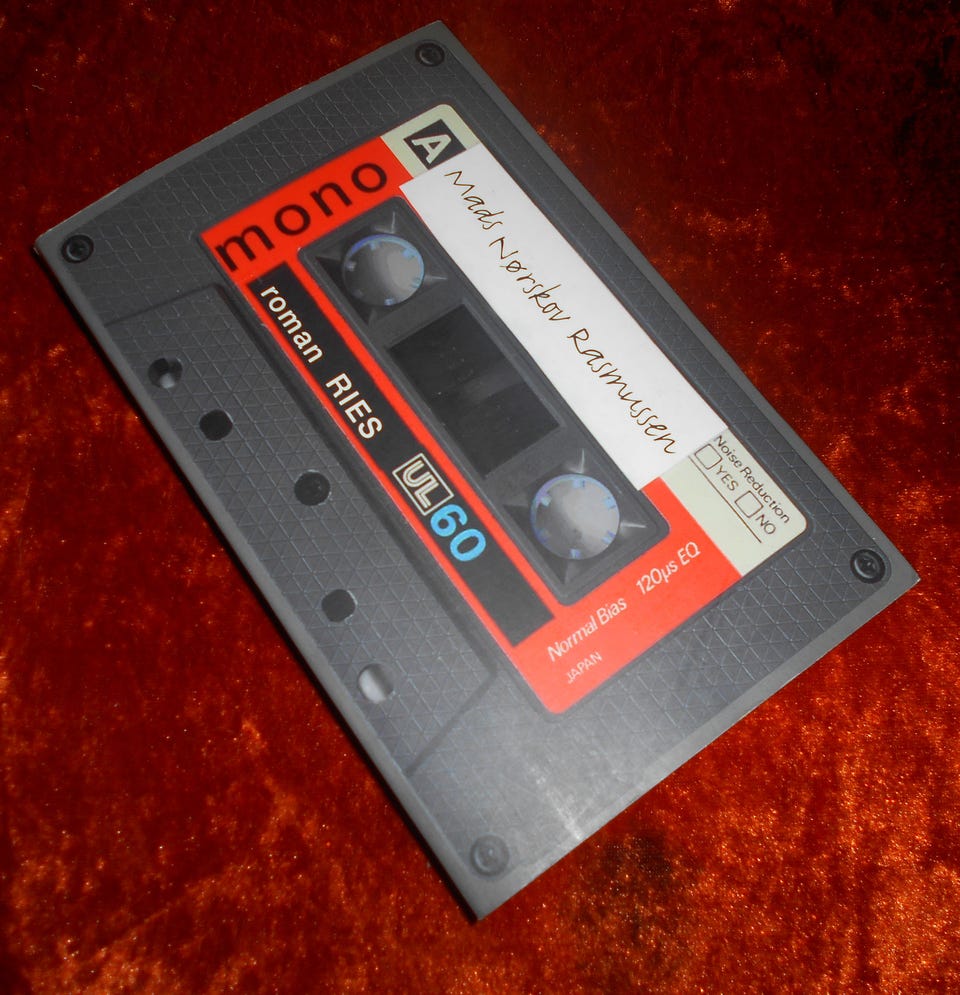 A
Mads Nørskov Rasmussen
mono
Noise Reduction
YES NO
roman RIES
UL 60
Normal Bias 120µs EQ
JAPAN